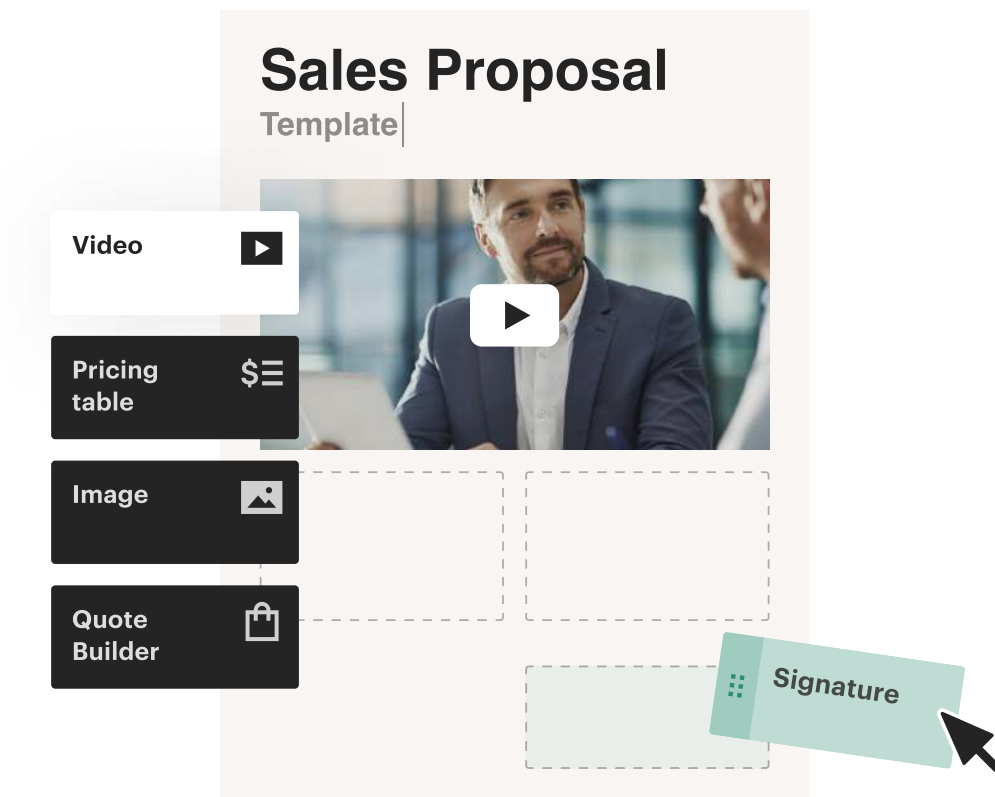 Sales Proposal
Template
Video
Pricing
table
Image
Quote
Builder
Signature